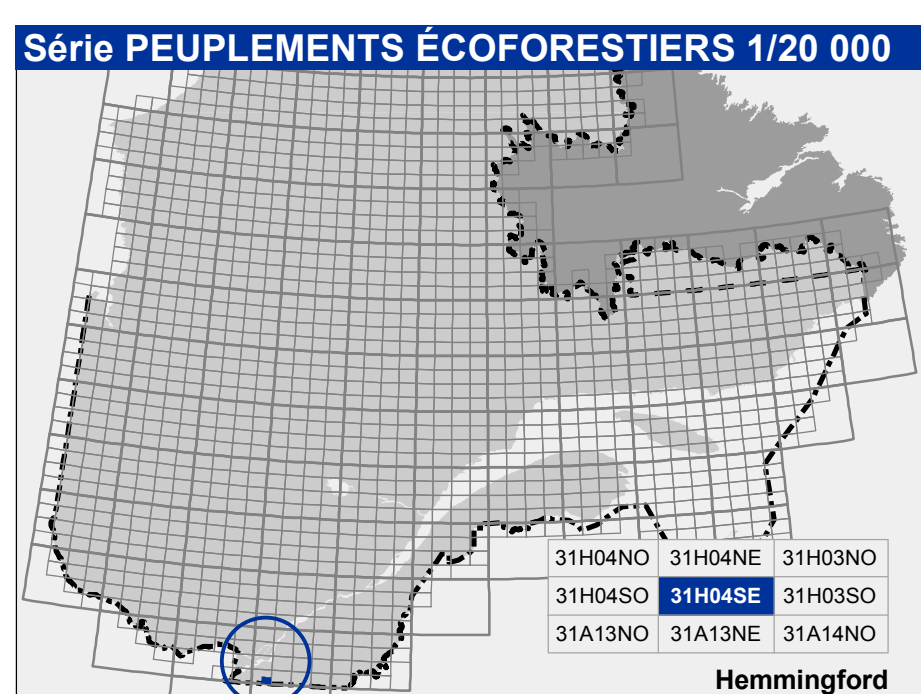 Série PEUPLEMENTS ÉCOFORESTIERS 1/20 000
31H04NO 31H04NE 31H03NO
31H04SO 31H04SE 31H03SO
31A13NO 31A13NE 31A14NO
Hemmingford